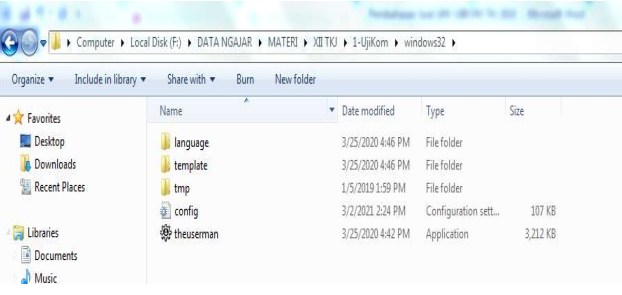 Computer ▸ Local Disk (F:) ▸ DATA NGAJAR ▸ MATERI ▸ XII TKJ ▸ 1-UjiKom ▸ windows32 ▸
Organize ▾ Include in library ▾ Share with ▾ Burn New folder
Favorites
Desktop
Downloads
Recent Places
Libraries
Documents
Music
Name Date modified Type Size
language 3/25/2020 4:46 PM File folder
template 3/25/2020 4:46 PM File folder
tmp 1/5/2019 1:59 PM File folder
config 3/2/2021 2:24 PM Configuration sett... 107 KB
theuserman 3/25/2020 4:42 PM Application 3,212 KB